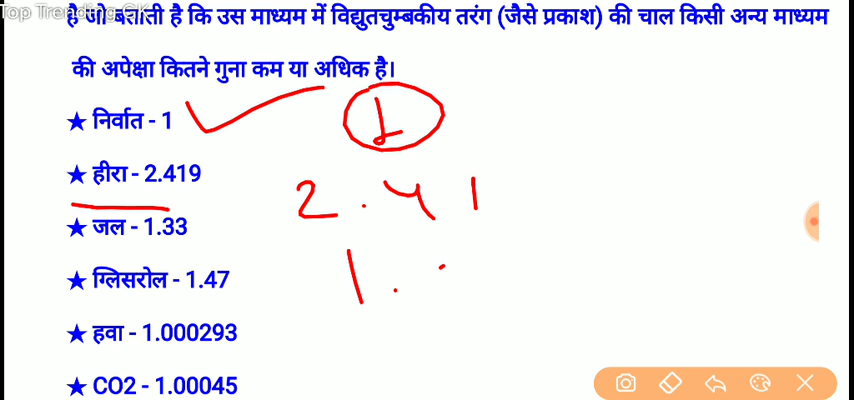 Top Trending GK
है जो बताती है कि उस माध्यम में विद्युतचुम्बकीय तरंग (जैसे प्रकाश) की चाल किसी अन्य माध्यम
की अपेक्षा कितने गुना कम या अधिक है।
★ निर्वात - 1
1
★ हीरा - 2.419
2.41
★ जल - 1.33
★ ग्लिसरोल - 1.47
1.
★ हवा - 1.000293
★ CO2 - 1.00045